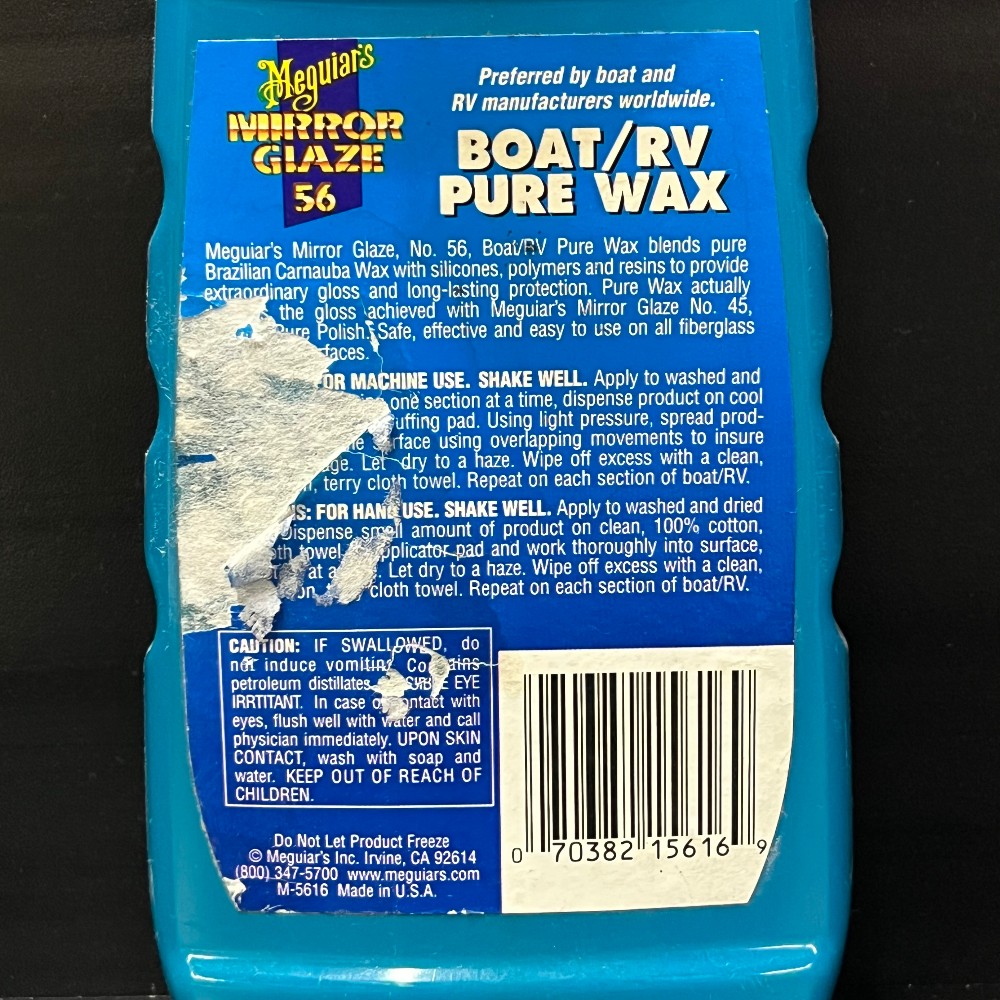 Meguiar's
MIRROR
GLAZE
56
Preferred by boat and
RV manufacturers worldwide.
BOAT/RV
PURE WAX
Meguiar's Mirror Glaze, No. 56, Boat/RV Pure Wax blends pure
Brazilian Carnauba Wax with silicones, polymers and resins to provide
extraordinary gloss and long-lasting protection. Pure Wax actually
the gloss achieved with Meguiar's Mirror Glaze No. 45,
Pure Polish. Safe, effective and easy to use on all fiberglass
faces.
FOR MACHINE USE. SHAKE WELL. Apply to washed and
one section at a time, dispense product on cool
uffing pad. Using light pressure, spread prod-
surface using overlapping movements to insure
ge. Let dry to a haze. Wipe off excess with a clean,
terry cloth towel. Repeat on each section of boat/RV.
S: FOR HAND USE. SHAKE WELL. Apply to washed and dried
Dispense small amount of product on clean, 100% cotton,
towel applicator pad and work thoroughly into surface,
at a Let dry to a haze. Wipe off excess with a clean,
cloth towel. Repeat on each section of boat/RV.
CAUTION: IF SWALLOWED, do
not induce vomiting. Contains
petroleum distillates. EYE
IRRTITANT. In case of contact with
eyes, flush well with water and call
physician immediately. UPON SKIN
CONTACT, wash with soap and
water. KEEP OUT OF REACH OF
CHILDREN.
Do Not Let Product Freeze
© Meguiar's Inc. Irvine, CA 92614
(800) 347-5700 www.meguiars.com
M-5616 Made in U.S.A.
0 70382 15616 9